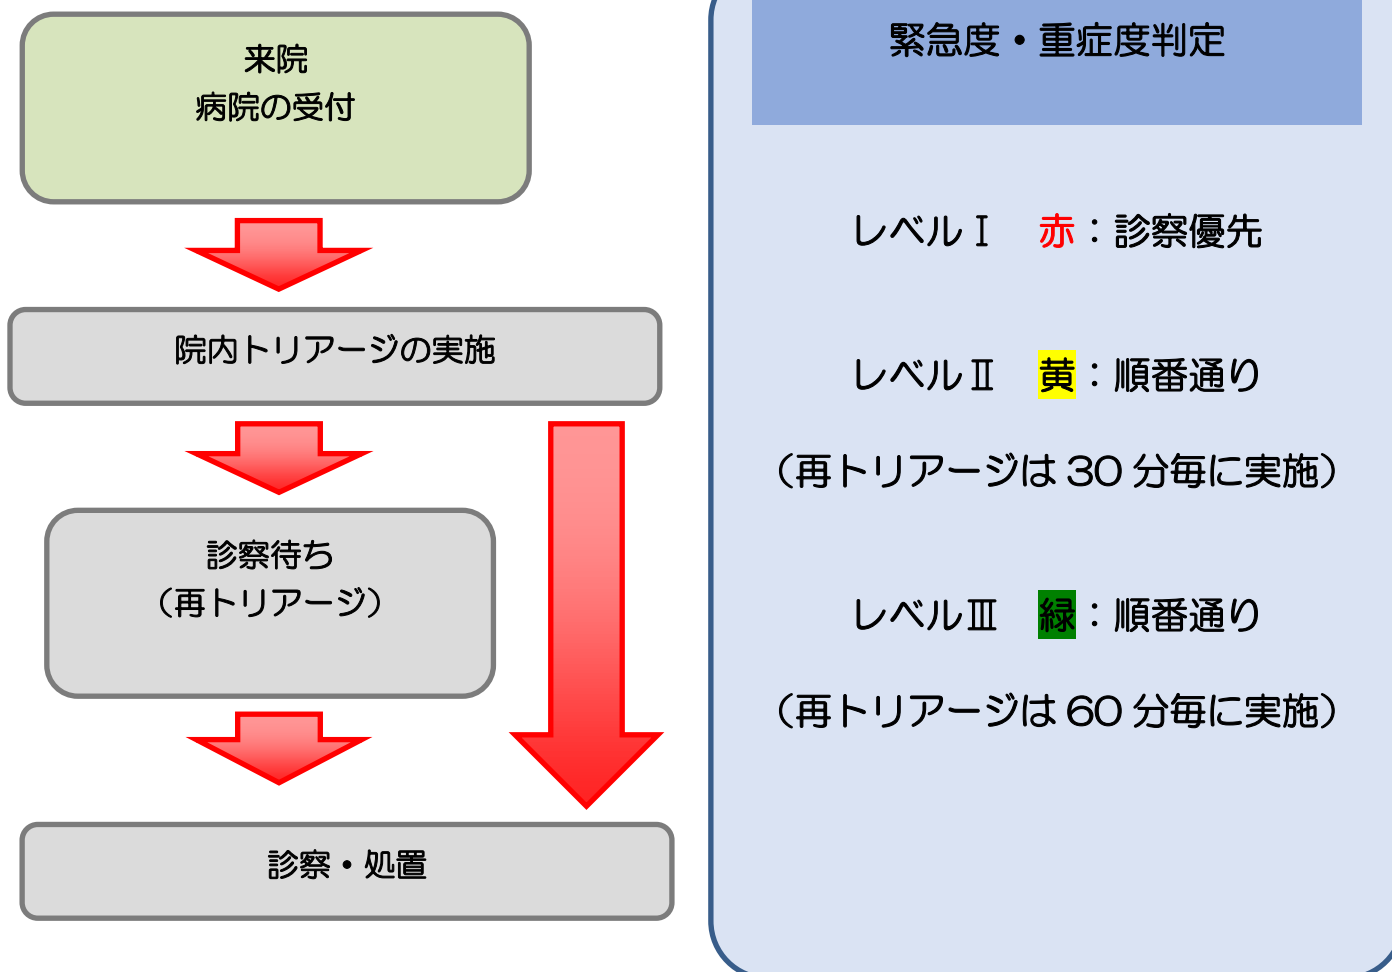 来院
病院の受付
院内トリアージの実施
診察待ち
（再トリアージ）
診察・処置
緊急度・重症度判定
レベルⅠ　赤：診察優先
レベルⅡ　黄：順番通り
（再トリアージは 30 分毎に実施）
レベルⅢ　緑：順番通り
（再トリアージは 60 分毎に実施）